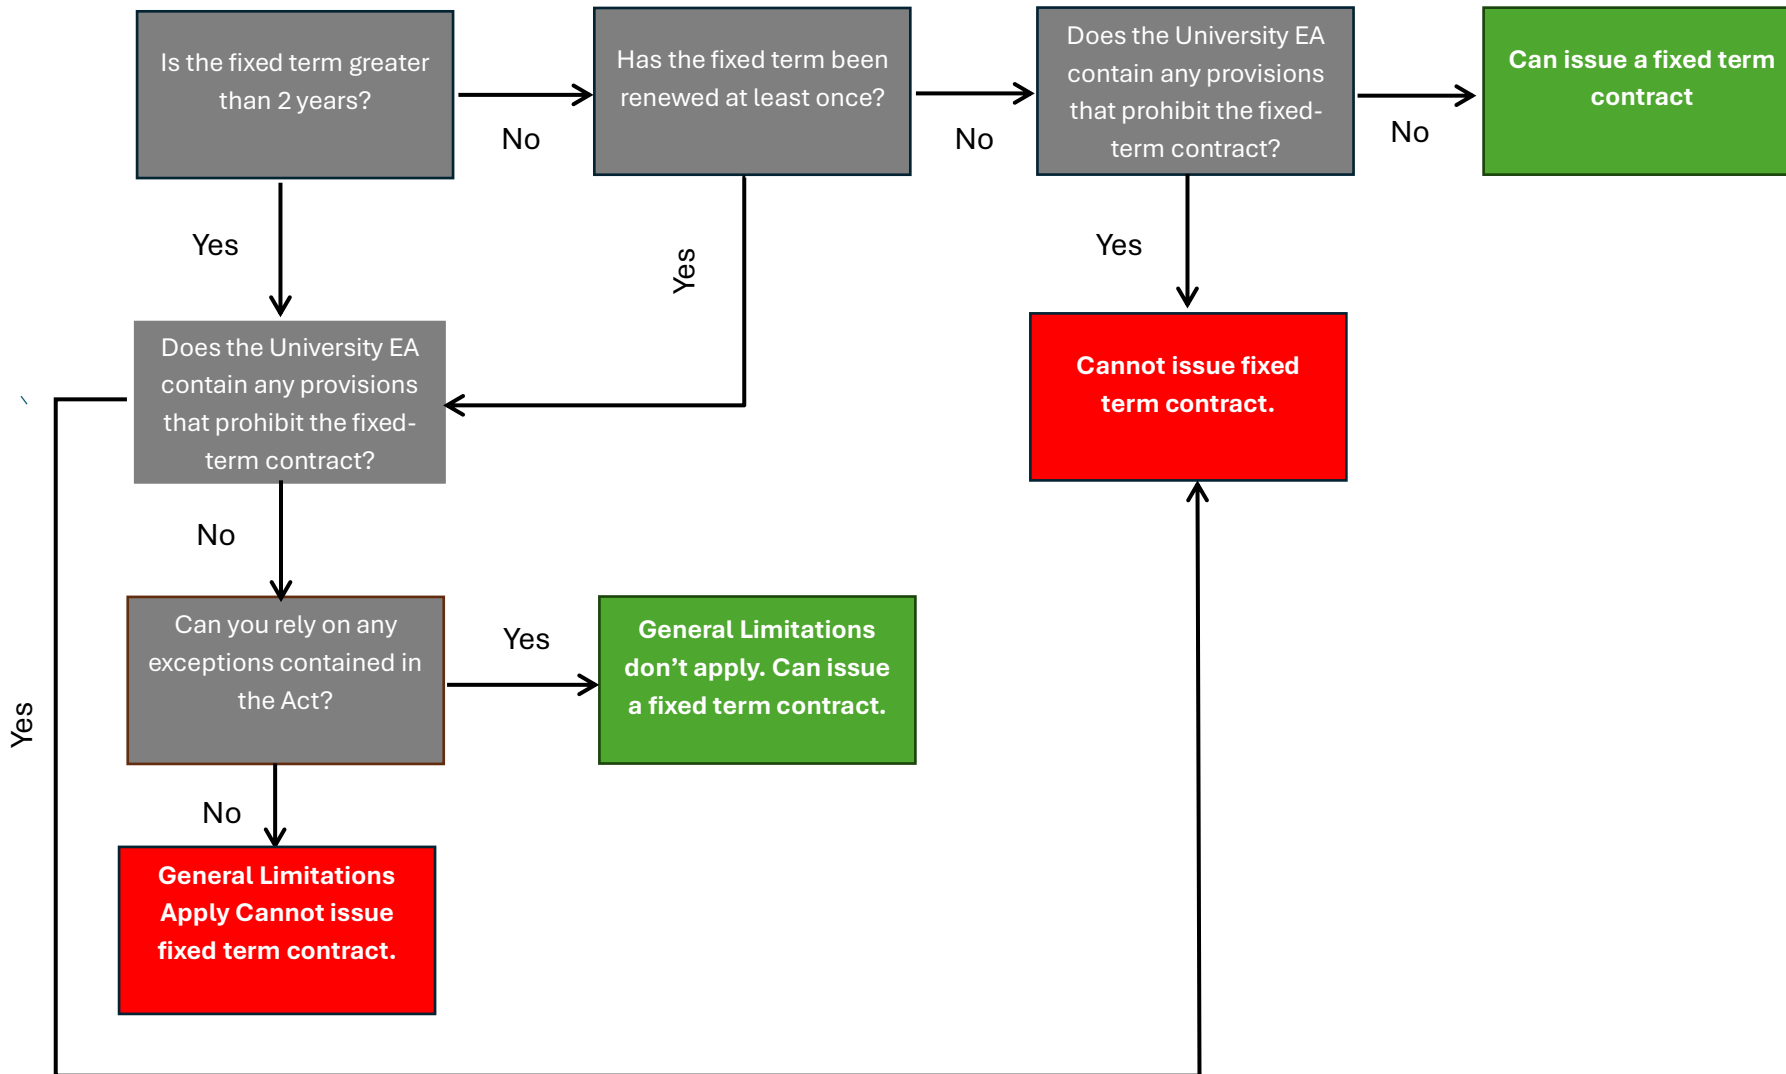 Is the fixed term greater
than 2 years?
No
Has the fixed term been
renewed at least once?
No
Does the University EA
contain any provisions
that prohibit the fixed-
term contract?
No
Can issue a fixed term
contract
Yes
Yes
Yes
Does the University EA
contain any provisions
that prohibit the fixed-
term contract?
Cannot issue fixed
term contract.
No
Can you rely on any
exceptions contained in
the Act?
Yes
General Limitations
don’t apply. Can issue
a fixed term contract.
Yes
No
General Limitations
Apply Cannot issue
fixed term contract.